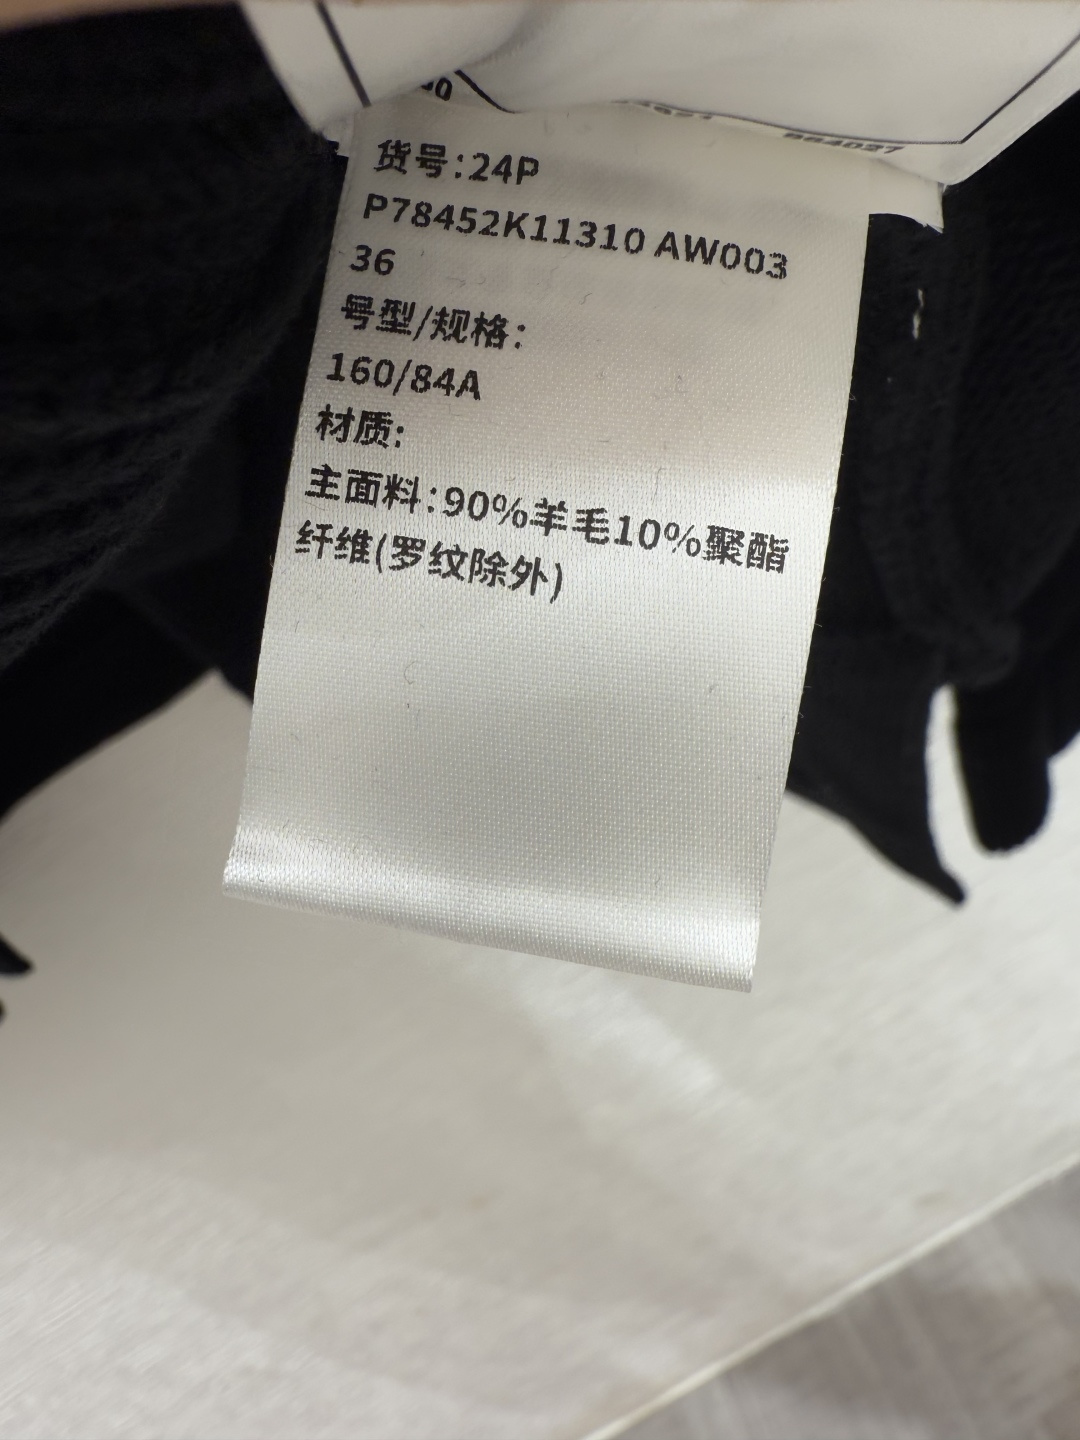 货号:24P
P78452K11310 AW003
36
号型/规格:
160/84A
材质:
主面料:90%羊毛10%聚酯
纤维(罗纹除外)